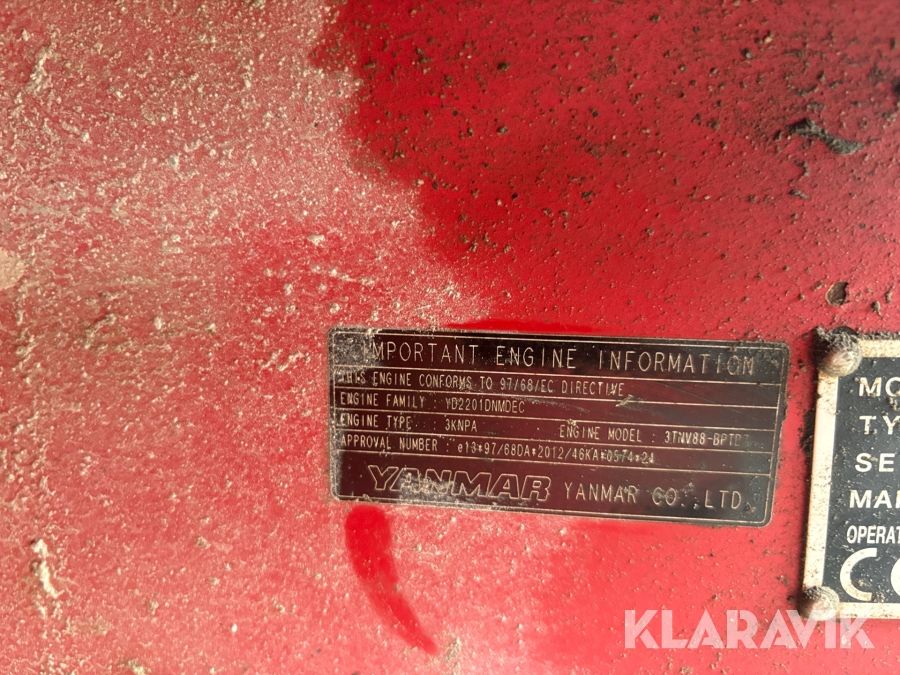 IMPORTANT ENGINE INFORMATION
THIS ENGINE CONFORMS TO 97/68/EC DIRECTIVE
ENGINE FAMILY : YD2201DNMDEC
ENGINE TYPE : 3KNPA ENGINE MODEL : 3TNV88-BPTB
APPROVAL NUMBER : e13*97/68DA*2012/46KA*0574*24
YANMAR YANMAR CO.,LTD.
MO
TY
SE
MA
OPERAT
C
KLARAVIK